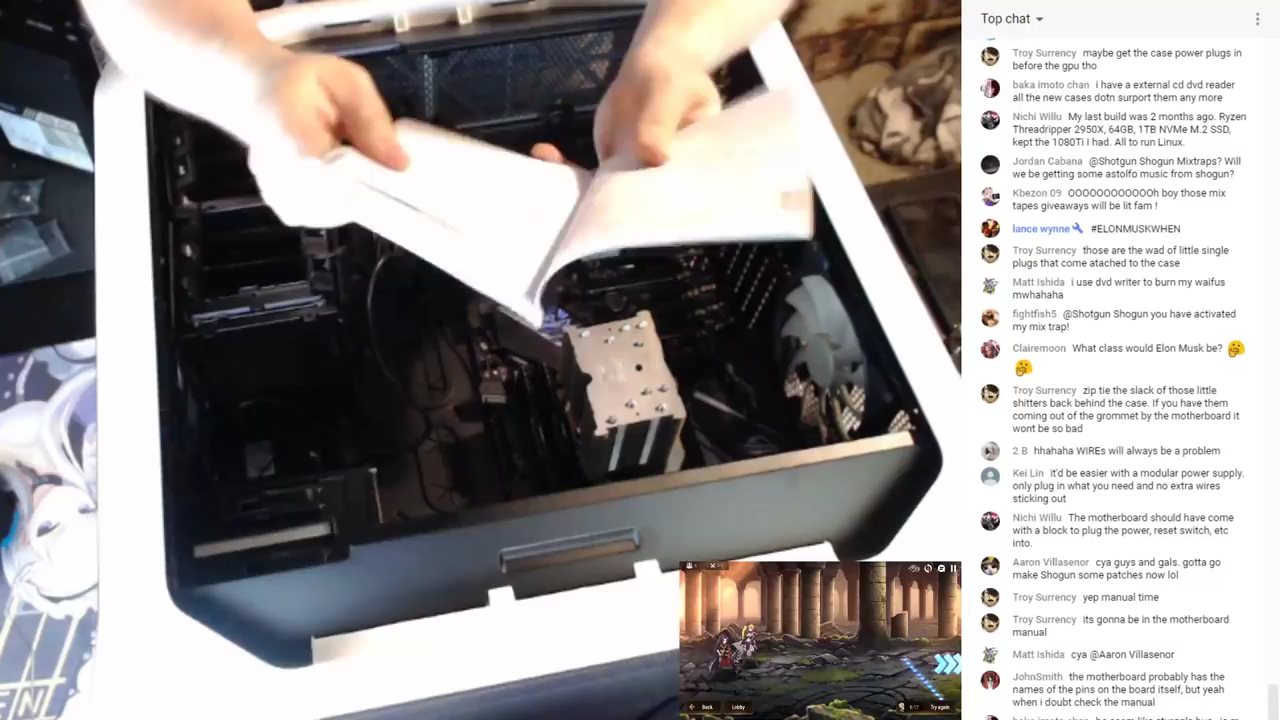 Top chat
Troy Surrency maybe get the case power plugs in
before the gpu tho
baka imoto chan i have a external cd dvd reader
all the new cases dotn surport them any more
Nichi Willu My last build was 2 months ago. Ryzen
Threadripper 2950X, 64GB, 1TB NVMe M.2 SSD,
kept the 1080Ti I had. All to run Linux.
Jordan Cabana @Shotgun Shogun Mixtraps? Will
we be getting some astolfo music from shogun?
Kbezon 09 OOOOOOOOOOOOh boy those mix
tapes giveaways will be lit fam !
lance wynne #ELONMUSKWHEN
Troy Surrency those are the wad of little single
plugs that come atached to the case
Matt Ishida i use dvd writer to burn my waifus
mwhahaha
fightfish5 @Shotgun Shogun you have activated
my mix trap!
Clairemoon What class would Elon Musk be? 🤔
🤔
Troy Surrency zip tie the slack of those little
shitters back behind the case. If you have them
coming out of the grommet by the motherboard it
wont be so bad
2 B hhahaha WIREs will always be a problem
Kei Lin it'd be easier with a modular power supply.
only plug in what you need and no extra wires
sticking out
Nichi Willu The motherboard should have come
with a block to plug the power, reset switch, etc
into.
Aaron Villasenor cya guys and gals. gotta go
make Shogun some patches now lol
Troy Surrency yep manual time
Troy Surrency its gonna be in the motherboard
manual
Matt Ishida cya @Aaron Villasenor
JohnSmith the motherboard probably has the
names of the pins on the board itself, but yeah
when i doubt check the manual
Back Lobby Try again